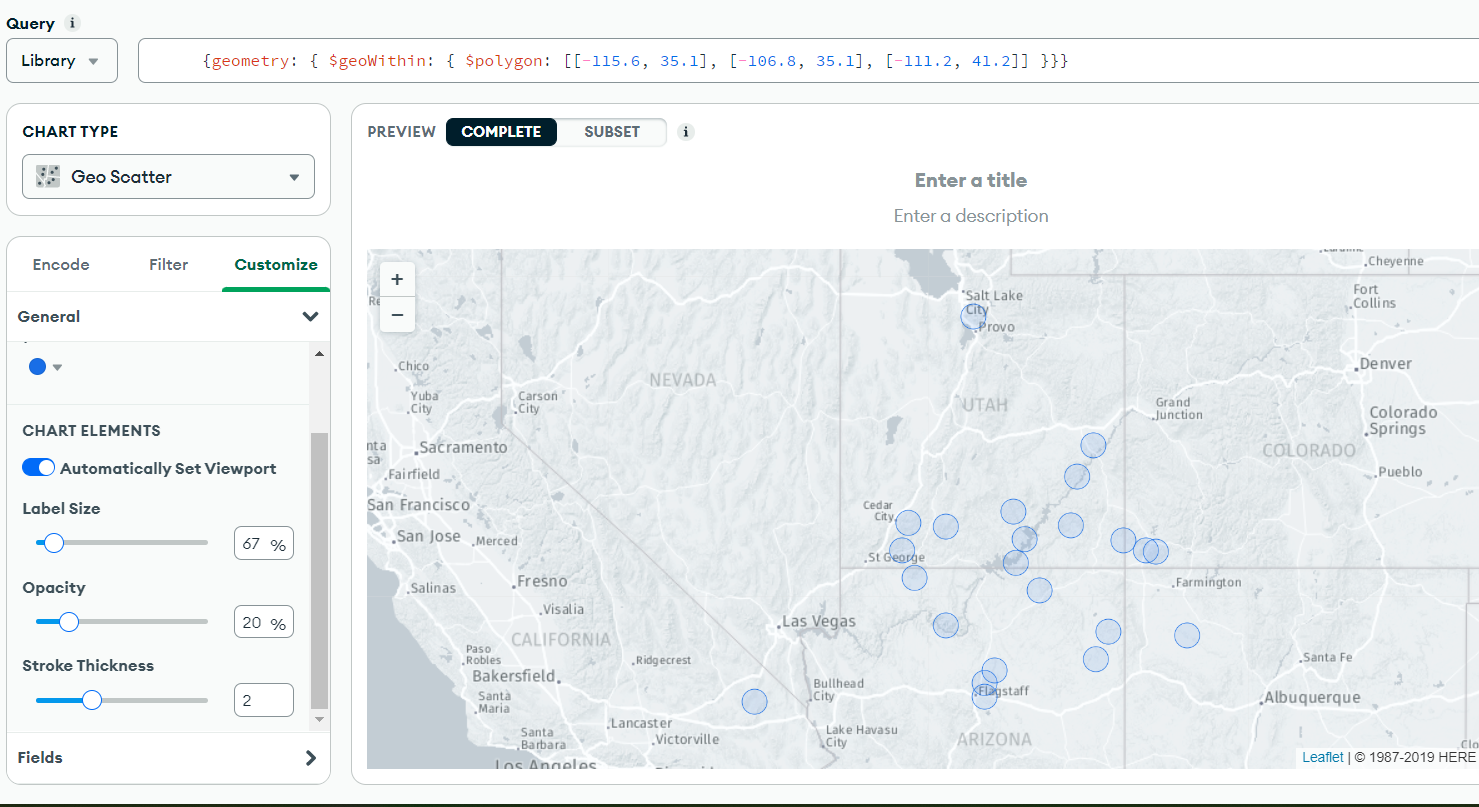 Query i
Library
{geometry: { $geoWithin: { $polygon: [[-115.6, 35.1], [-106.8, 35.1], [-111.2, 41.2]] }}}
CHART TYPE
Geo Scatter
Encode Filter Customize
General
CHART ELEMENTS
Automatically Set Viewport
Label Size
67 %
Opacity
20 %
Stroke Thickness
2
Fields
PREVIEW COMPLETE SUBSET i
Enter a title
Enter a description
+
−
Cheyenne
Salt Lake
City
Provo
Fort
Collins
Denver
Chico
Yuba
City
Carson
City
NEVADA
UTAH
Grand
Junction
Colorado
Springs
COLORADO
Pueblo
Sacramento
Fairfield
San Francisco
San Jose
Merced
Cedar
City
St George
Farmington
Salinas
Fresno
Visalia
CALIFORNIA
Las Vegas
Paso
Robles
Ridgecrest
Bakersfield
Santa
Maria
Bullhead
City
Flagstaff
Santa Fe
Albuquerque
Lancaster
Santa
Barbara
Victorville
Lake Havasu
City
ARIZONA
Los Angeles
Leaflet | © 1987-2019 HERE